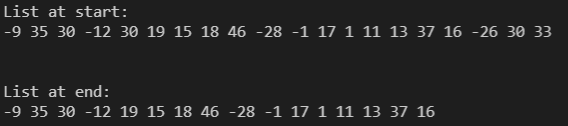 List at start:
-9 35 30 -12 30 19 15 18 46 -28 -1 17 1 11 13 37 16 -26 30 33
List at end:
-9 35 30 -12 19 15 18 46 -28 -1 17 1 11 13 37 16